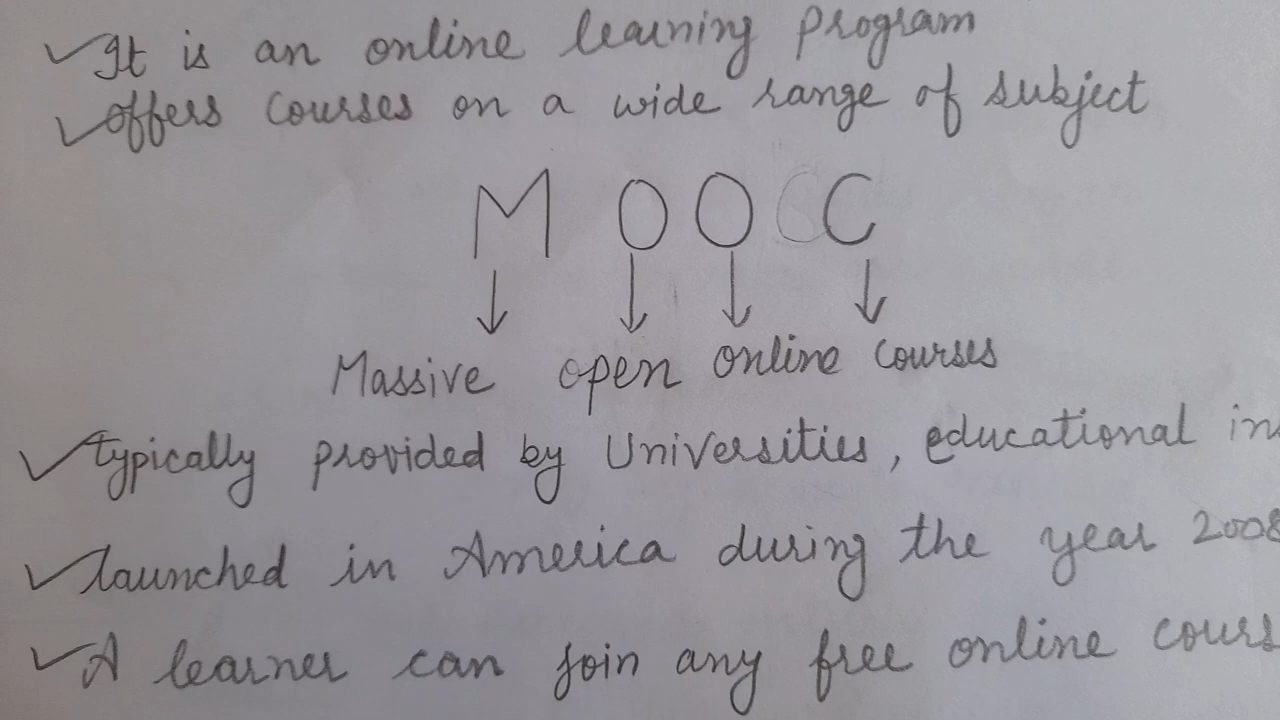 It is an online learning program
offers courses on a wide range of subject
M O O C
Massive open online courses
typically provided by Universities, educational in
launched in America during the year 2008
A learner can join any free online cours